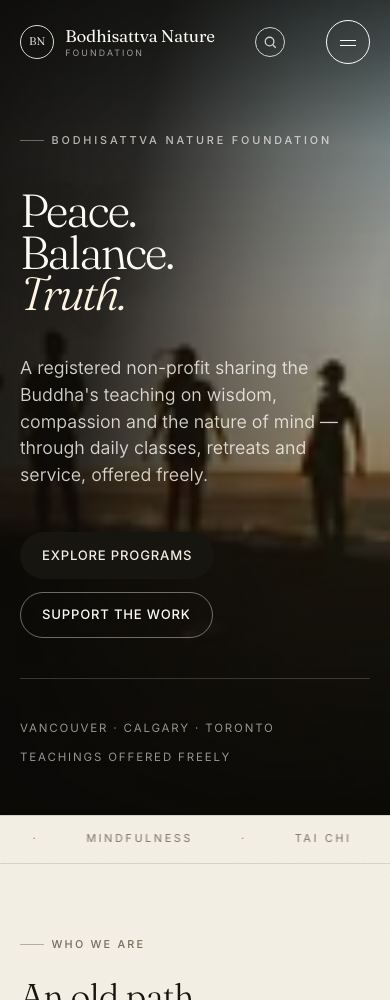 BN
Bodhisattva Nature
FOUNDATION
BODHISATTVA NATURE FOUNDATION
Peace.
Balance.
Truth.
A registered non-profit sharing the
Buddha's teaching on wisdom,
compassion and the nature of mind —
through daily classes, retreats and
service, offered freely.
EXPLORE PROGRAMS
SUPPORT THE WORK
VANCOUVER · CALGARY · TORONTO
TEACHINGS OFFERED FREELY
· MINDFULNESS · TAI CHI
WHO WE ARE
An old path